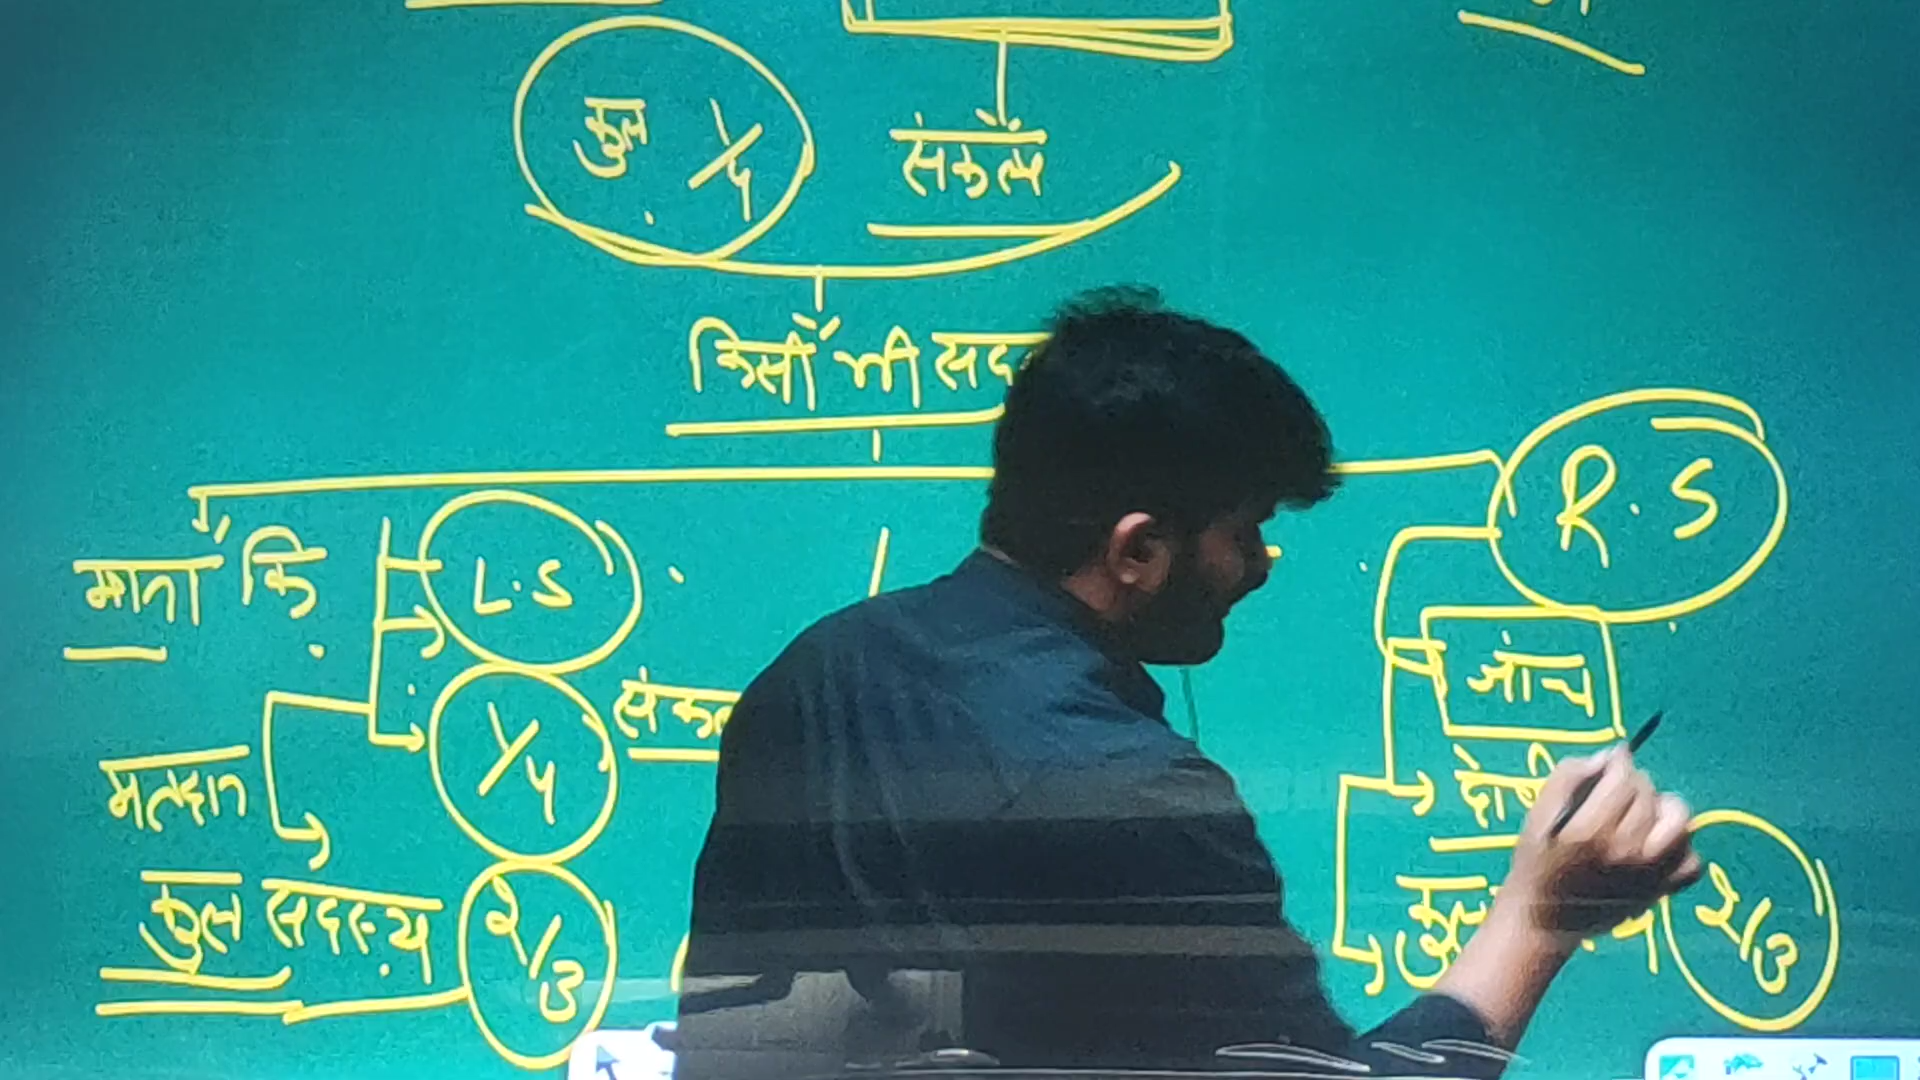 कुल 1/4
संकल्प
किसी भी सद
माना कि L.S
R.S
1/4 संकल
जांच
मतदान
कुल सदस्य 2/3
2/3